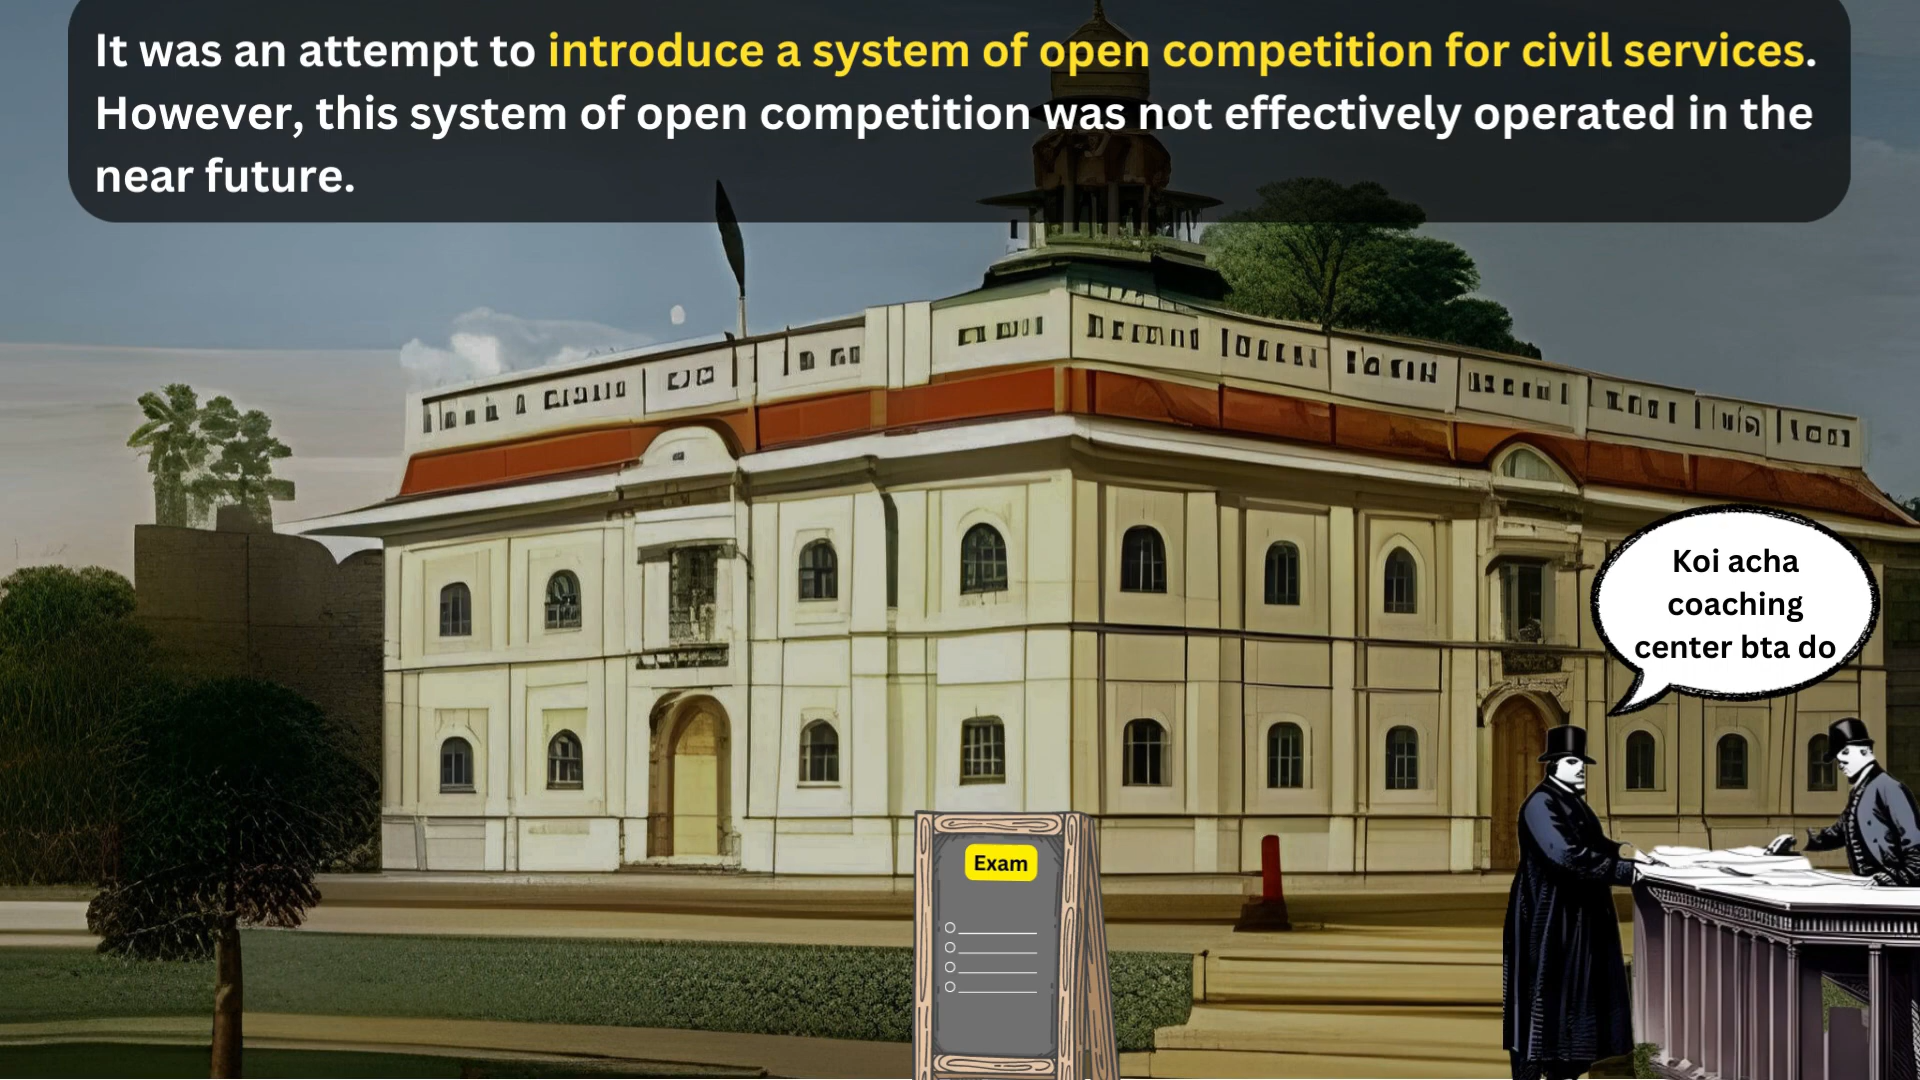 It was an attempt to introduce a system of open competition for civil services.
However, this system of open competition was not effectively operated in the
near future.
Koi acha
coaching
center bta do
Exam